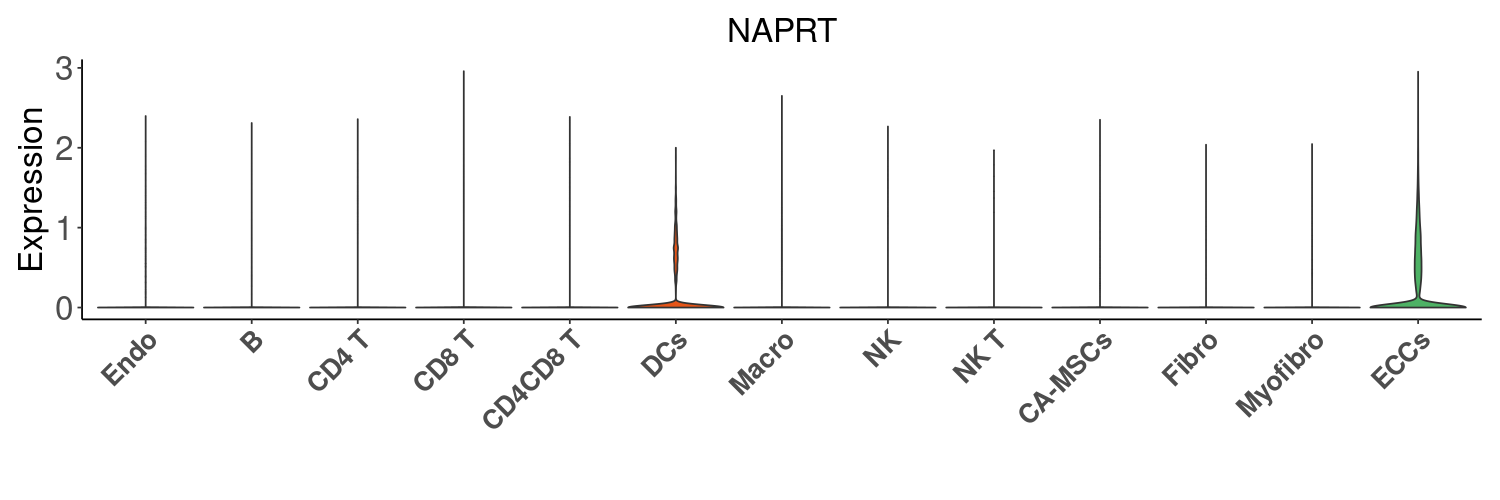 NAPRT
Expression
3
2
1
0
Endo
B
CD4 T
CD8 T
CD4CD8 T
DCs
Macro
NK
NK T
CA-MSCs
Fibro
Myofibro
ECCs